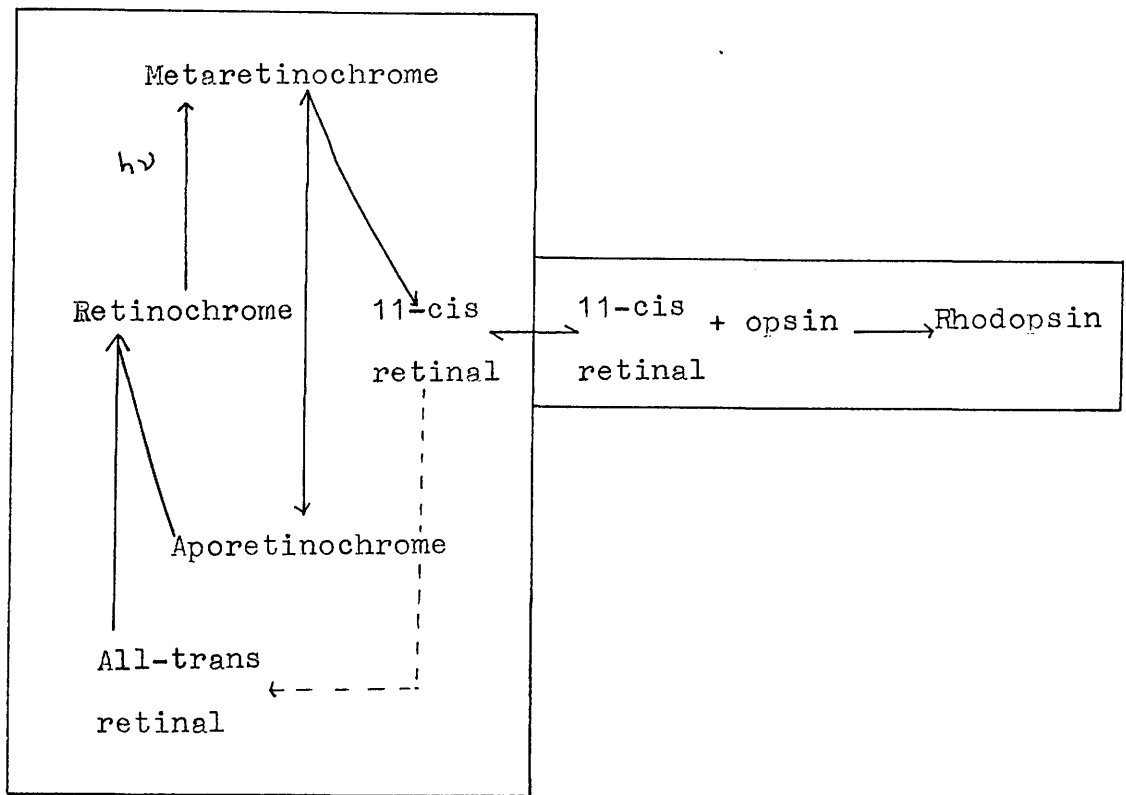 Metaretinochrome
hν
Retinochrome
11-cis
retinal
11-cis
retinal
+ opsin
Rhodopsin
Aporetinochrome
All-trans
retinal